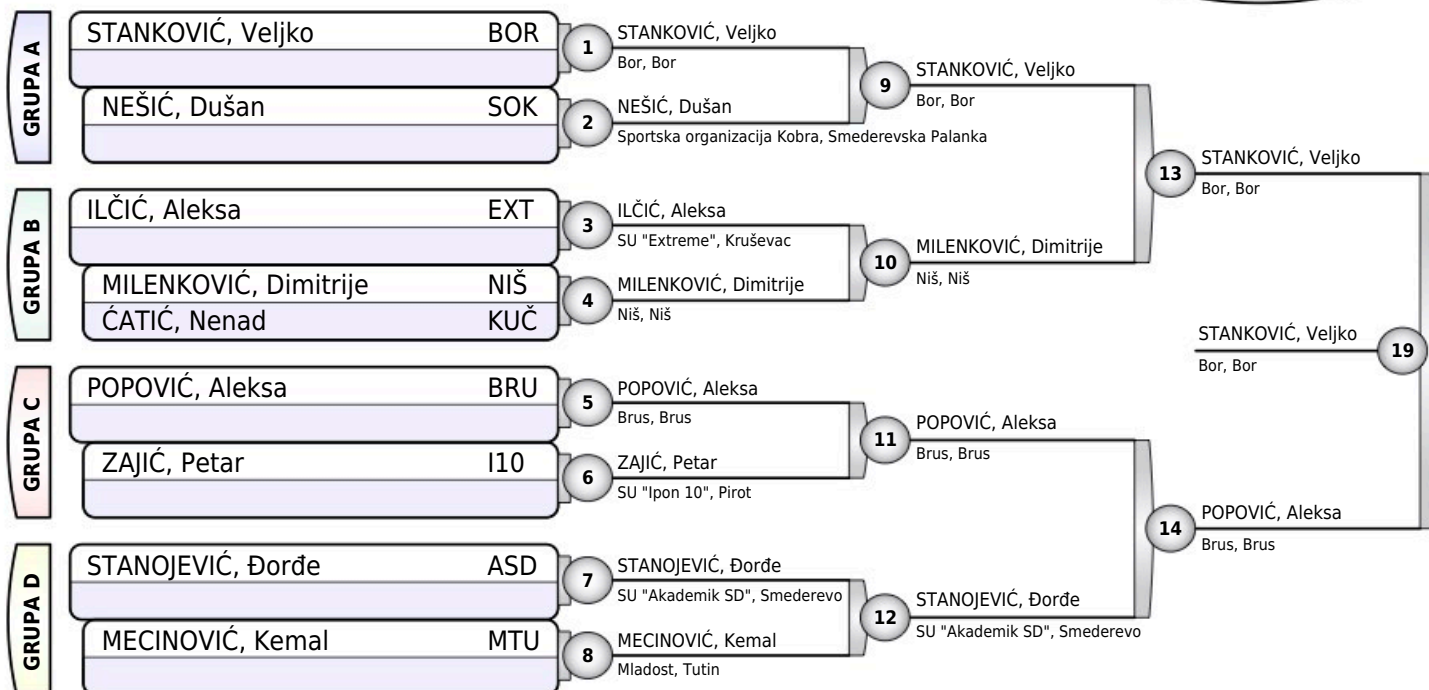 GRUPA A
STANKOVIĆ, Veljko BOR
NEŠIĆ, Dušan SOK
GRUPA B
ILČIĆ, Aleksa EXT
MILENKOVIĆ, Dimitrije NIŠ
ĆATIĆ, Nenad KUČ
GRUPA C
POPOVIĆ, Aleksa BRU
ZAJIĆ, Petar I10
GRUPA D
STANOJEVIĆ, Đorđe ASD
MECINOVIĆ, Kemal MTU
1
STANKOVIĆ, Veljko
Bor, Bor
2
NEŠIĆ, Dušan
Sportska organizacija Kobra, Smederevska Palanka
3
ILČIĆ, Aleksa
SU "Extreme", Kruševac
4
MILENKOVIĆ, Dimitrije
Niš, Niš
5
POPOVIĆ, Aleksa
Brus, Brus
6
ZAJIĆ, Petar
SU "Ipon 10", Pirot
7
STANOJEVIĆ, Đorđe
SU "Akademik SD", Smederevo
8
MECINOVIĆ, Kemal
Mladost, Tutin
9
STANKOVIĆ, Veljko
Bor, Bor
10
MILENKOVIĆ, Dimitrije
Niš, Niš
11
POPOVIĆ, Aleksa
Brus, Brus
12
STANOJEVIĆ, Đorđe
SU "Akademik SD", Smederevo
13
STANKOVIĆ, Veljko
Bor, Bor
14
POPOVIĆ, Aleksa
Brus, Brus
STANKOVIĆ, Veljko
Bor, Bor
19